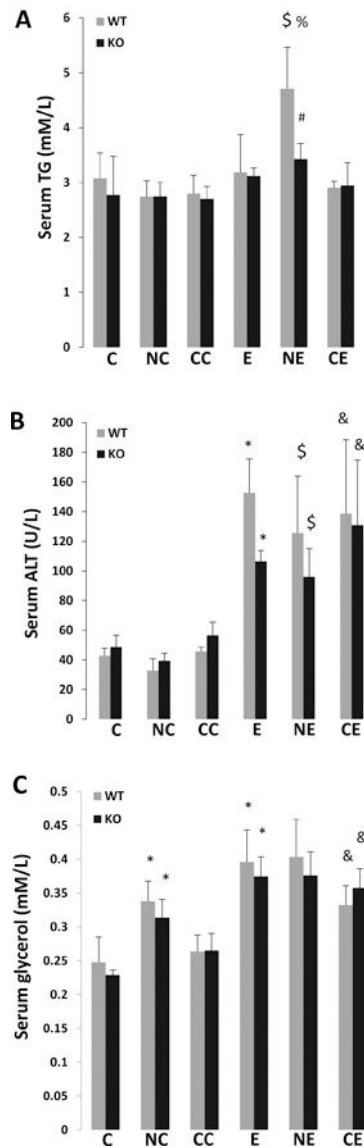 A
WT
KO
Serum TG (mM/L)
6
5
4
3
2
1
0
$ %
#
C NC CC E NE CE
B
WT
KO
Serum ALT (U/L)
200
180
160
140
120
100
80
60
40
20
0
*
*
$
$
&
&
C NC CC E NE CE
C
WT
KO
Serum glycerol (mM/L)
0.5
0.45
0.4
0.35
0.3
0.25
0.2
0.15
0.1
0.05
0
*
*
*
*
&
&
C NC CC E NE CE